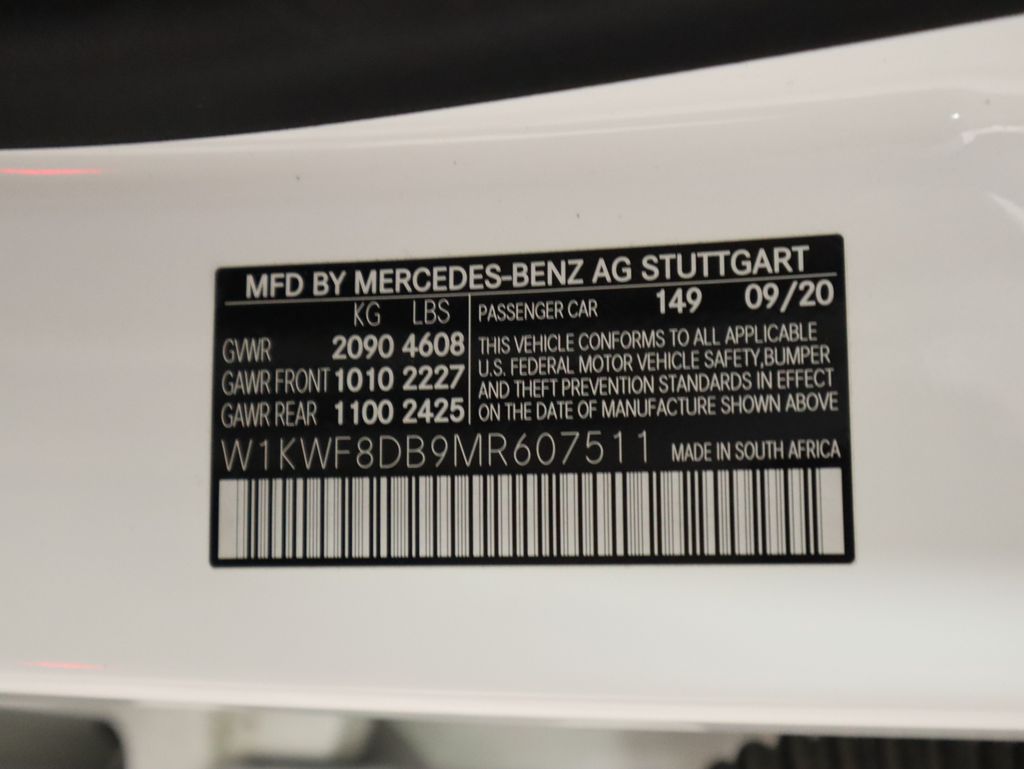 MFD BY MERCEDES-BENZ AG STUTTGART
KG LBS
GVWR 2090 4608
GAWR FRONT 1010 2227
GAWR REAR 1100 2425
PASSENGER CAR 149 09/20
THIS VEHICLE CONFORMS TO ALL APPLICABLE
U.S. FEDERAL MOTOR VEHICLE SAFETY,BUMPER
AND THEFT PREVENTION STANDARDS IN EFFECT
ON THE DATE OF MANUFACTURE SHOWN ABOVE
W1KWF8DB9MR607511 MADE IN SOUTH AFRICA